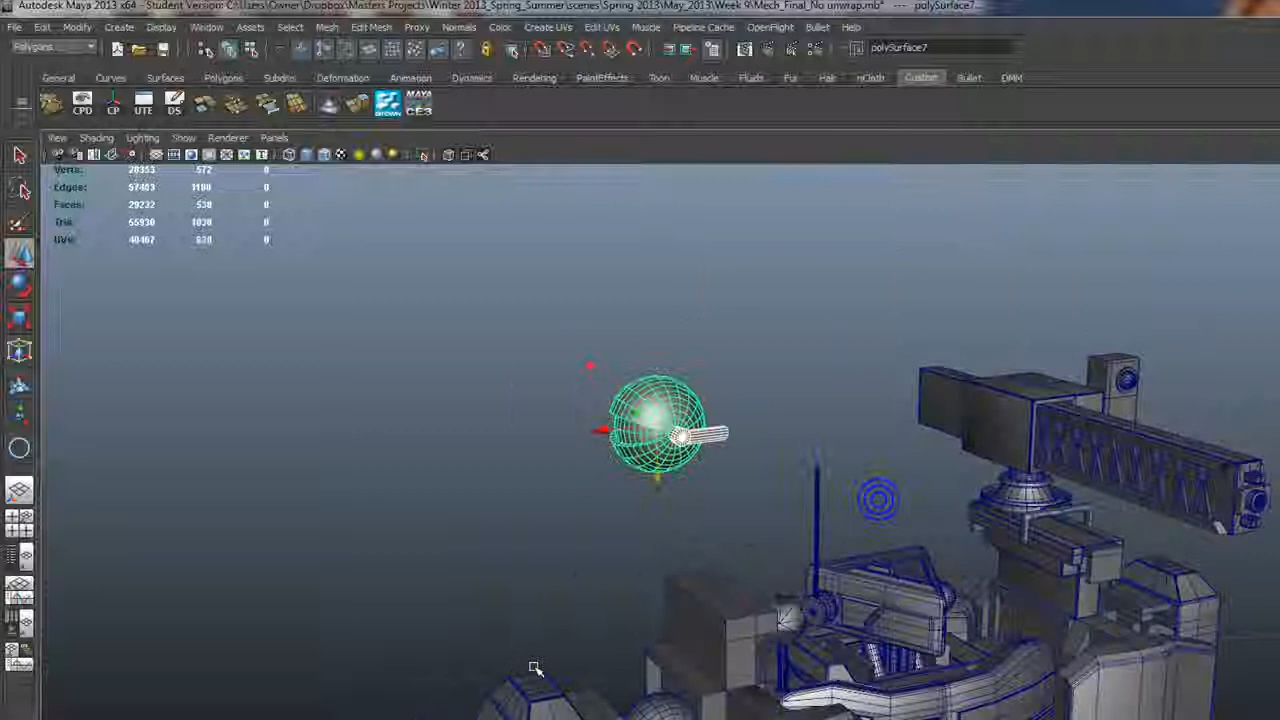 Autodesk Maya 2013 x64 - Student Version: C:\Users\Owner\Dropbox\Masters Projects\Winter 2013_Spring_Summer\scenes\Spring 2013\May_2013\Week 9\Mech_Final_No unwrap.mb* --- polySurface7
File Edit Modify Create Display Window Assets Select Mesh Edit Mesh Proxy Normals Color Create UVs Edit UVs Muscle Pipeline Cache OpenFlight Bullet Help
Polygons polySurface7
General Curves Surfaces Polygons Subdivs Deformation Animation Dynamics Rendering PaintEffects Toon Muscle Fluids Fur Hair nCloth Custom Bullet DMM
CPD CP UTE DS MAYA CE3
View Shading Lighting Show Renderer Panels
Verts: 28353 572 0
Edges: 57483 1108 0
Faces: 29232 538 0
Tris: 55930 1038 0
UVs: 40467 828 0